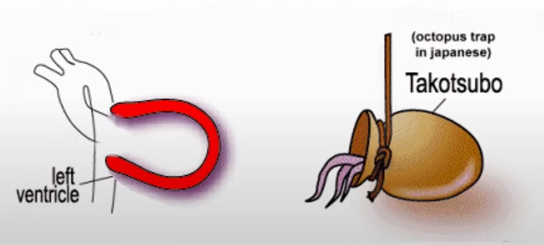 left
ventricle
(octopus trap
in japanese)
Takotsubo